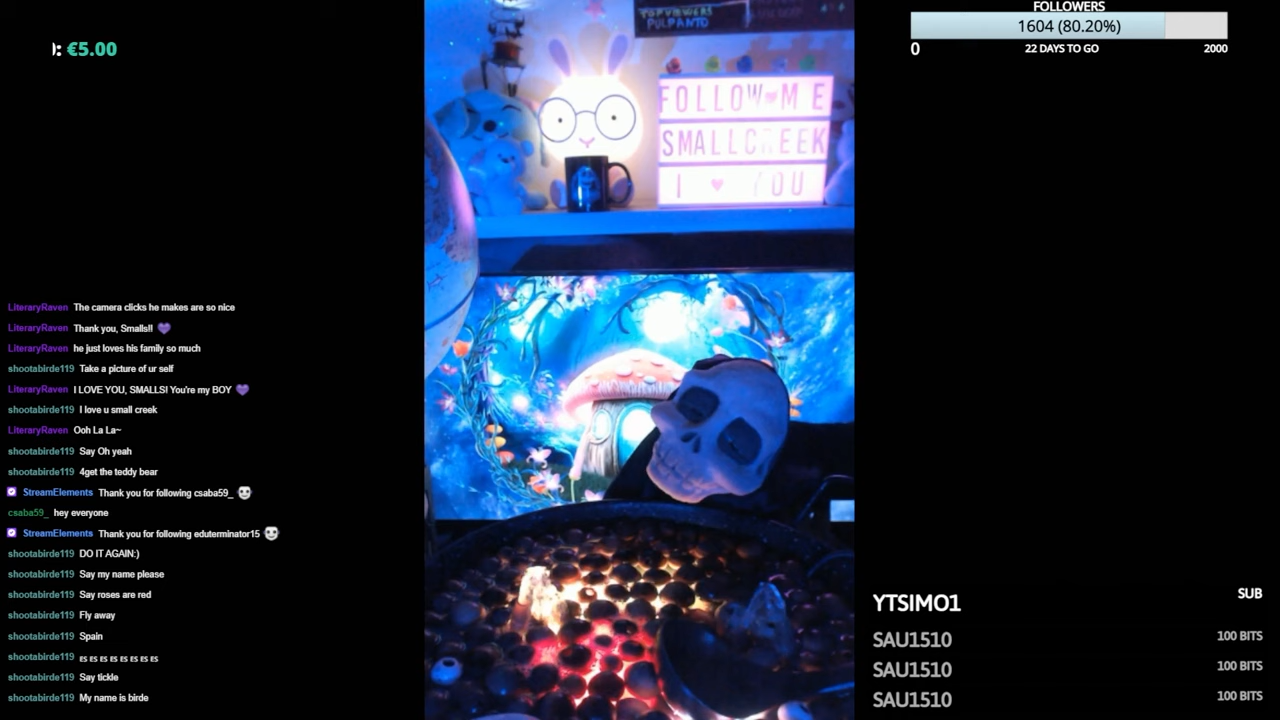 : €5.00
TOPVIEWERS
PULPANTO
FOLLOW ME
SMALLCREEK
I ♥ YOU
FOLLOWERS
1604 (80.20%)
0 22 DAYS TO GO 2000
LiteraryRaven The camera clicks he makes are so nice
LiteraryRaven Thank you, Smalls!! 💜
LiteraryRaven he just loves his family so much
shootabirde119 Take a picture of ur self
LiteraryRaven I LOVE YOU, SMALLS! You're my BOY 💜
shootabirde119 I love u small creek
LiteraryRaven Ooh La La~
shootabirde119 Say Oh yeah
shootabirde119 4get the teddy bear
StreamElements Thank you for following csaba59_
csaba59_ hey everyone
StreamElements Thank you for following eduterminator15
shootabirde119 DO IT AGAIN:)
shootabirde119 Say my name please
shootabirde119 Say roses are red
shootabirde119 Fly away
shootabirde119 Spain
shootabirde119 ES ES ES ES ES ES ES
shootabirde119 Say tickle
shootabirde119 My name is birde
YTSIMO1 SUB
SAU1510 100 BITS
SAU1510 100 BITS
SAU1510 100 BITS